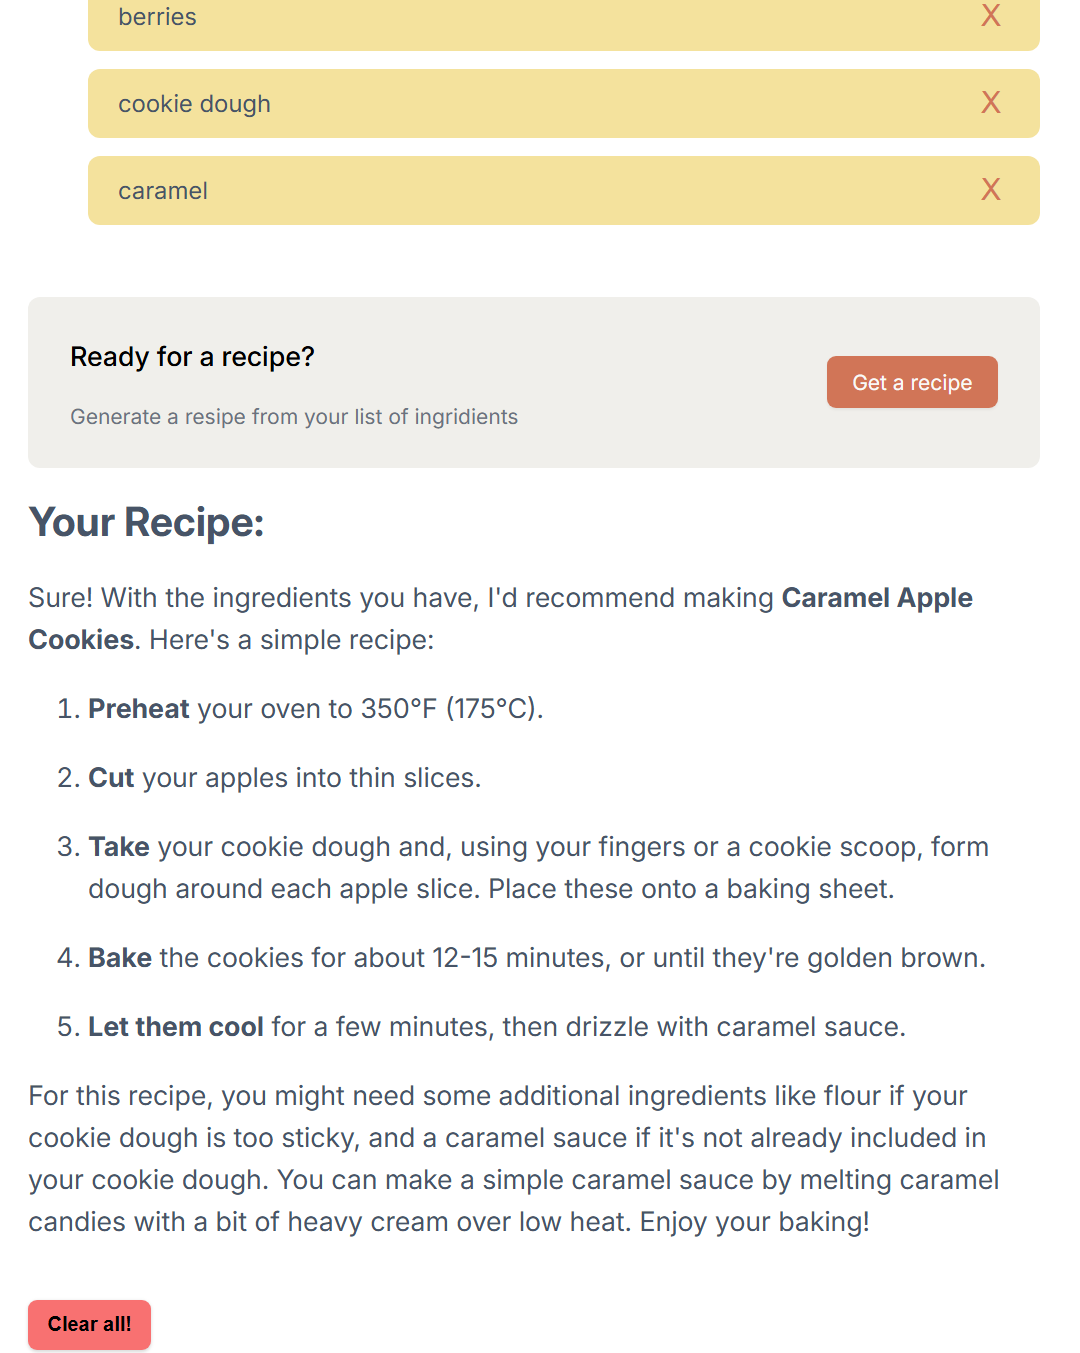 berries X
cookie dough X
caramel X
Ready for a recipe?
Get a recipe
Generate a resipe from your list of ingridients
Your Recipe:
Sure! With the ingredients you have, I'd recommend making Caramel Apple
Cookies. Here's a simple recipe:
1. Preheat your oven to 350°F (175°C).
2. Cut your apples into thin slices.
3. Take your cookie dough and, using your fingers or a cookie scoop, form
dough around each apple slice. Place these onto a baking sheet.
4. Bake the cookies for about 12-15 minutes, or until they're golden brown.
5. Let them cool for a few minutes, then drizzle with caramel sauce.
For this recipe, you might need some additional ingredients like flour if your
cookie dough is too sticky, and a caramel sauce if it's not already included in
your cookie dough. You can make a simple caramel sauce by melting caramel
candies with a bit of heavy cream over low heat. Enjoy your baking!
Clear all!